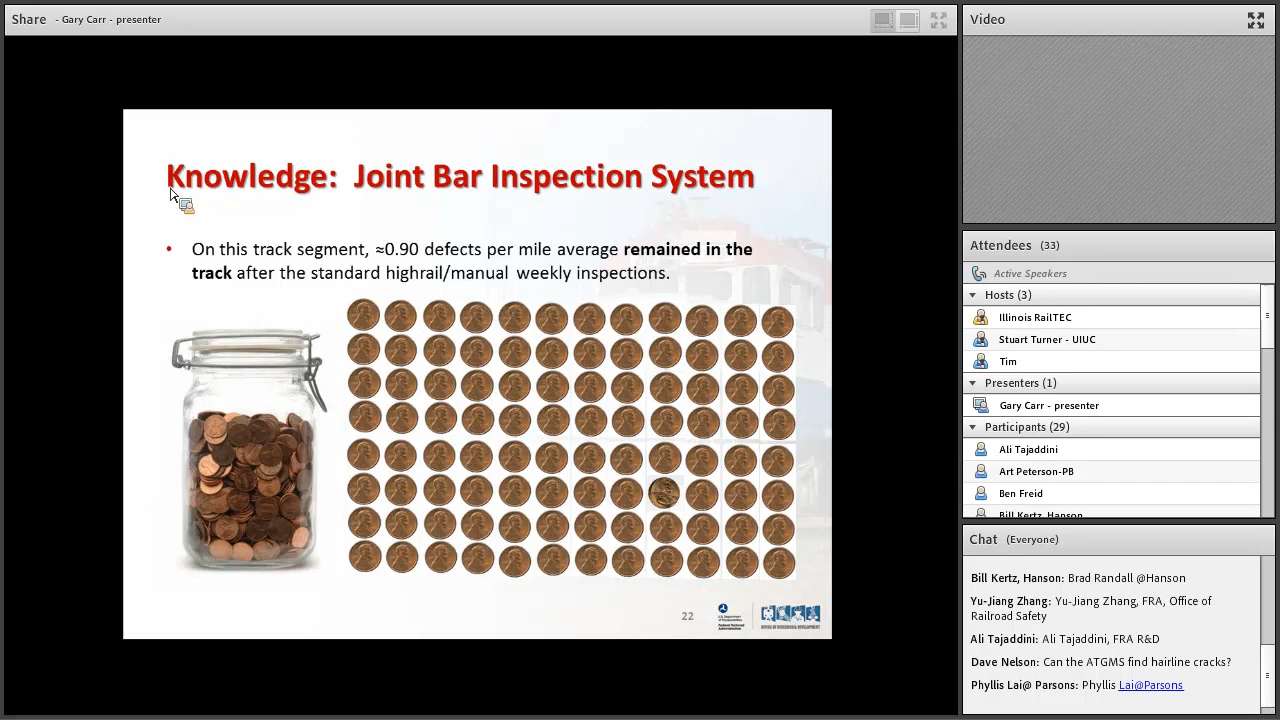 Share - Gary Carr - presenter
Knowledge: Joint Bar Inspection System
• On this track segment, ≈0.90 defects per mile average remained in the
track after the standard highrail/manual weekly inspections.
22
Video
Attendees (33)
Active Speakers
Hosts (3)
Illinois RailTEC
Stuart Turner - UIUC
Tim
Presenters (1)
Gary Carr - presenter
Participants (29)
Ali Tajaddini
Art Peterson-PB
Ben Freid
Bill Kertz, Hanson
Chat (Everyone)
Bill Kertz, Hanson: Brad Randall @Hanson
Yu-Jiang Zhang: Yu-Jiang Zhang, FRA, Office of
Railroad Safety
Ali Tajaddini: Ali Tajaddini, FRA R&D
Dave Nelson: Can the ATGMS find hairline cracks?
Phyllis Lai@ Parsons: Phyllis Lai@Parsons